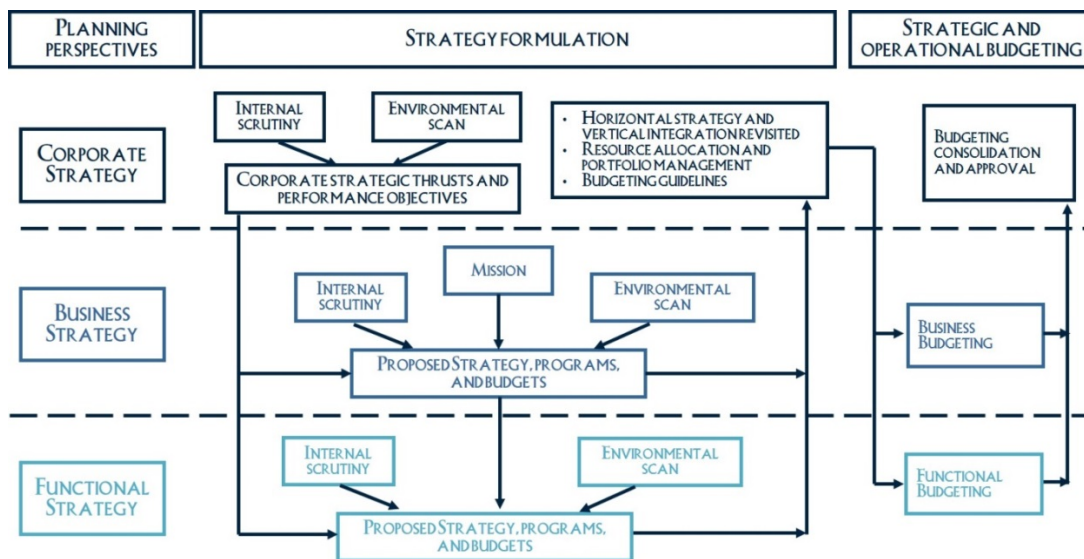 PLANNING
PERSPECTIVES
STRATEGY FORMULATION
STRATEGIC AND
OPERATIONAL BUDGETING
CORPORATE
STRATEGY
INTERNAL
SCRUTINY
ENVIRONMENTAL
SCAN
CORPORATE STRATEGIC THRUSTS AND
PERFORMANCE OBJECTIVES
• HORIZONTAL STRATEGY AND
VERTICAL INTEGRATION REVISITED
• RESOURCE ALLOCATION AND
PORTFOLIO MANAGEMENT
• BUDGETING GUIDELINES
BUDGETING
CONSOLIDATION
AND APPROVAL
BUSINESS
STRATEGY
INTERNAL
SCRUTINY
MISSION
ENVIRONMENTAL
SCAN
PROPOSED STRATEGY, PROGRAMS,
AND BUDGETS
BUSINESS
BUDGETING
FUNCTIONAL
STRATEGY
INTERNAL
SCRUTINY
ENVIRONMENTAL
SCAN
PROPOSED STRATEGY, PROGRAMS,
AND BUDGETS
FUNCTIONAL
BUDGETING